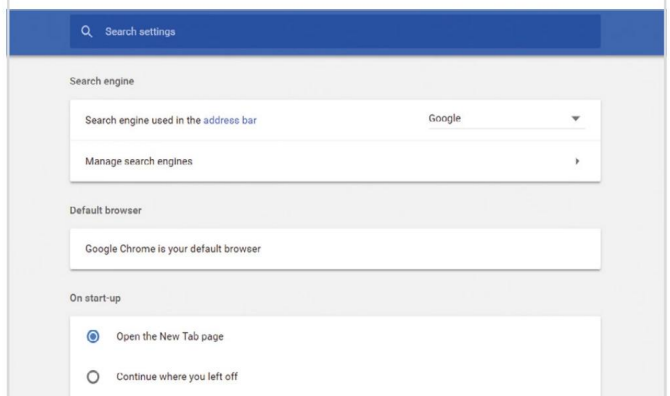 Search settings
Search engine
Search engine used in the address bar Google
Manage search engines
Default browser
Google Chrome is your default browser
On start-up
Open the New Tab page
Continue where you left off